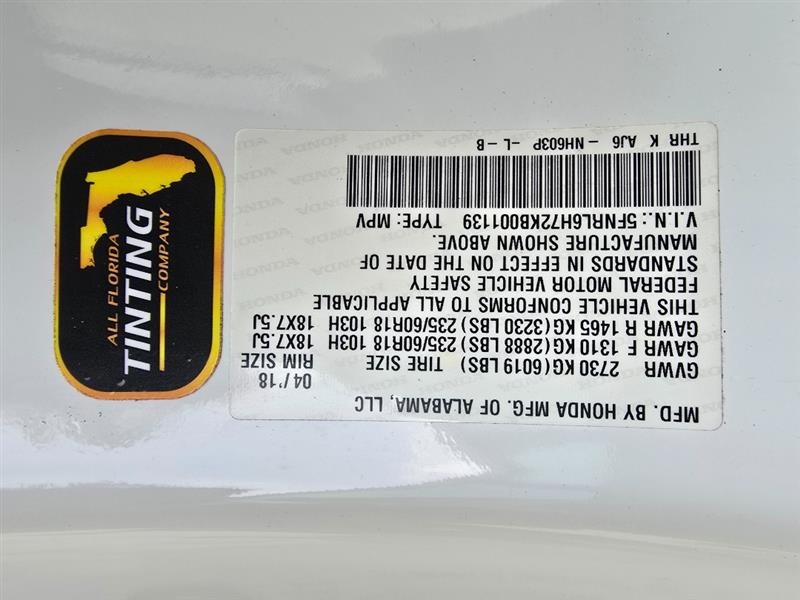 MFD. BY HONDA MFG. OF ALABAMA, LLC
04/'18
GVWR 2730 KG (6019 LBS) TIRE SIZE RIM SIZE
GAWR F 1310 KG (2888 LBS) 235/60R18 103H 18X7.5J
GAWR R 1465 KG (3230 LBS) 235/60R18 103H 18X7.5J
THIS VEHICLE CONFORMS TO ALL APPLICABLE
FEDERAL MOTOR VEHICLE SAFETY
STANDARDS IN EFFECT ON THE DATE OF
MANUFACTURE SHOWN ABOVE.
V.I.N.: 5FNRL6H72KB001139 TYPE: MPV
THR K AJ6 - NH603P -L - B
ALL FLORIDA
TINTING
COMPANY